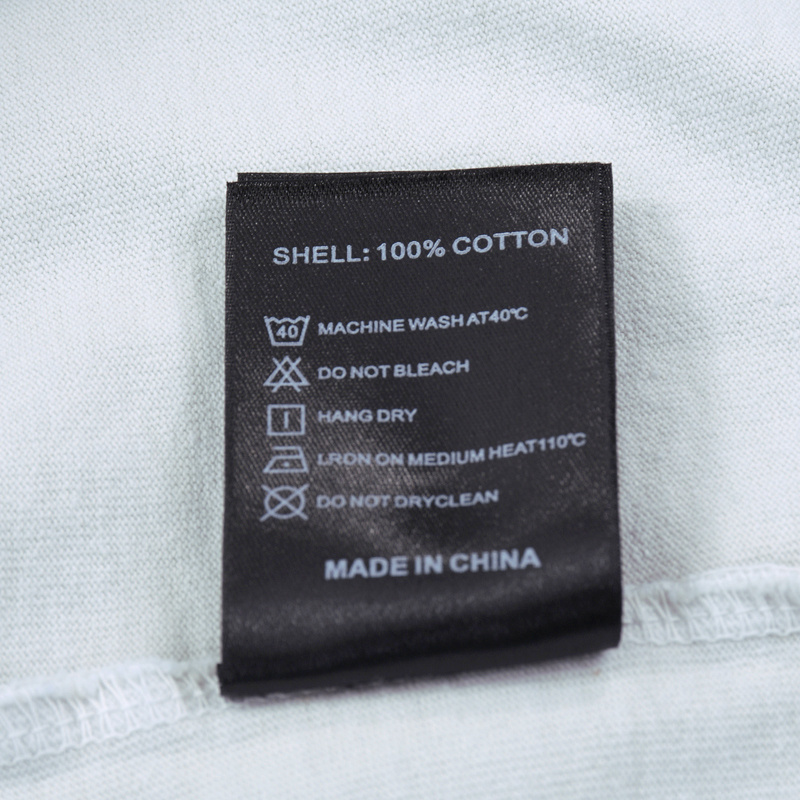 SHELL: 100% COTTON
40 MACHINE WASH AT40℃
DO NOT BLEACH
HANG DRY
LRON ON MEDIUM HEAT110℃
DO NOT DRYCLEAN
MADE IN CHINA